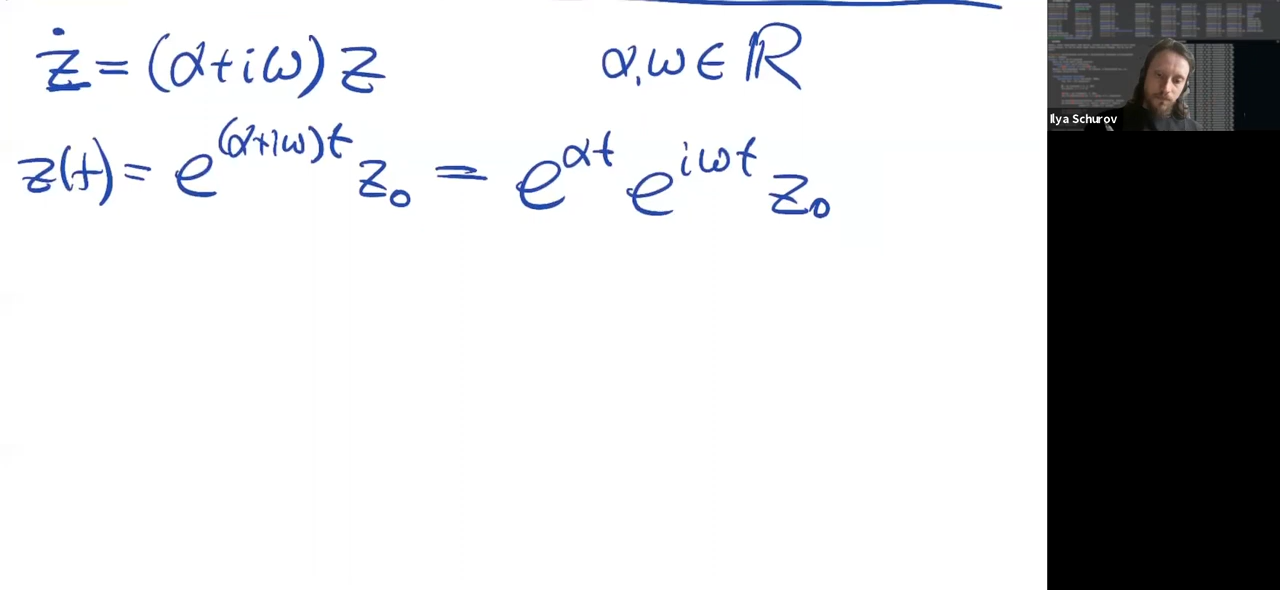 ż = (α+iω) z    α,ω ∈ ℝ
z(t) = e^{(α+iω)t} z₀ = e^{αt} e^{iωt} z₀
Ilya Schurov